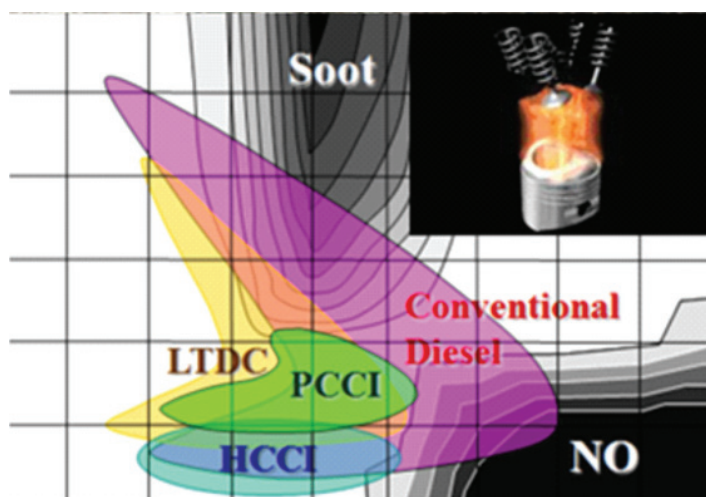 Soot
Conventional
Diesel
LTDC
PCCI
HCCI
NO